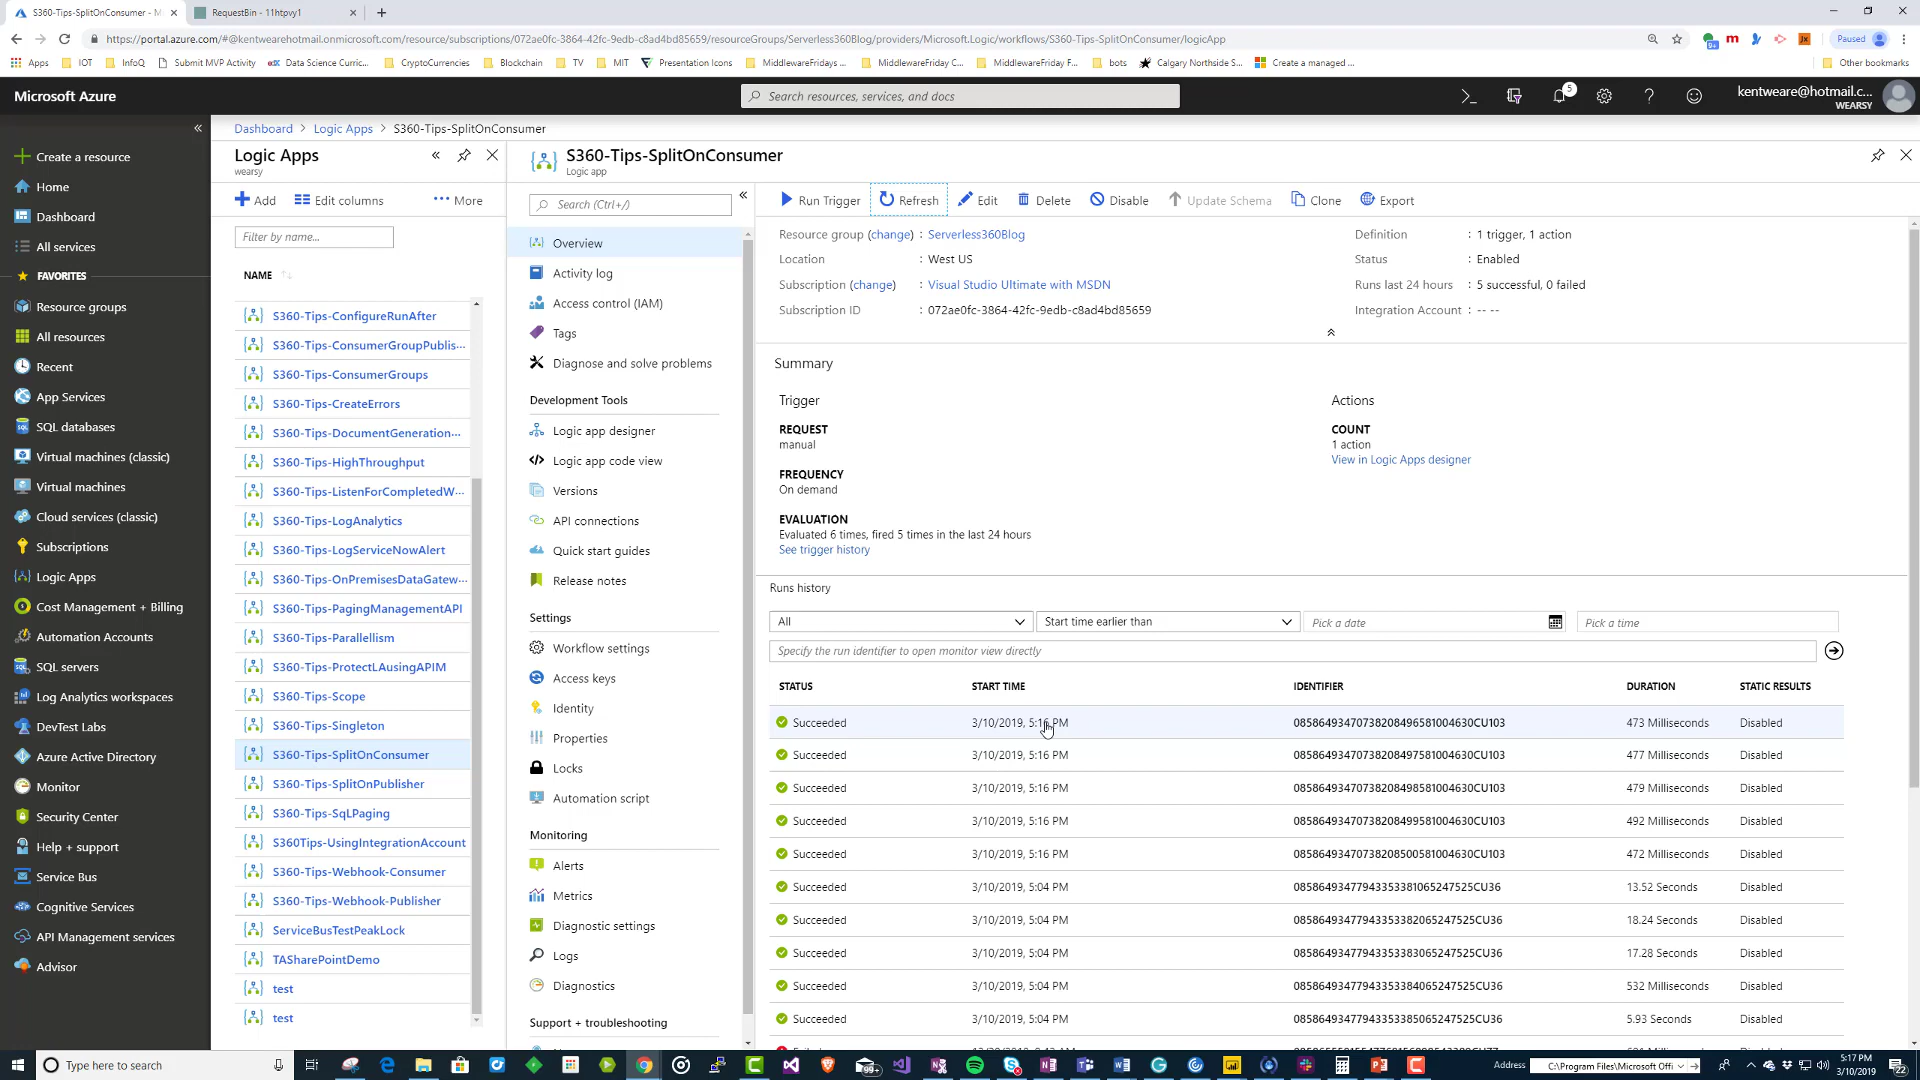 S360-Tips-SplitOnConsumer - M
RequestBin - 11htpvy1
https://portal.azure.com/#@kentwearehotmail.onmicrosoft.com/resource/subscriptions/072ae0fc-3864-42fc-9edb-c8ad4bd85659/resourceGroups/Serverless360Blog/providers/Microsoft.Logic/workflows/S360-Tips-SplitOnConsumer/logicApp
Paused
Apps
IOT
InfoQ
Submit MVP Activity
Data Science Curric...
CryptoCurrencies
Blockchain
TV
MIT
Presentation Icons
MiddlewareFridays ...
MiddlewareFriday C...
MiddlewareFriday F...
bots
Calgary Northside S...
Create a managed ...
Other bookmarks
Microsoft Azure
Search resources, services, and docs
5
kentweare@hotmail.c...
WEARSY
Create a resource
Home
Dashboard
All services
FAVORITES
Resource groups
All resources
Recent
App Services
SQL databases
Virtual machines (classic)
Virtual machines
Cloud services (classic)
Subscriptions
Logic Apps
Cost Management + Billing
Automation Accounts
SQL servers
Log Analytics workspaces
DevTest Labs
Azure Active Directory
Monitor
Security Center
Help + support
Service Bus
Cognitive Services
API Management services
Advisor
Dashboard > Logic Apps > S360-Tips-SplitOnConsumer
Logic Apps
wearsy
Add
Edit columns
More
Filter by name...
NAME
S360-Tips-ConfigureRunAfter
S360-Tips-ConsumerGroupPublis...
S360-Tips-ConsumerGroups
S360-Tips-CreateErrors
S360-Tips-DocumentGeneration...
S360-Tips-HighThroughput
S360-Tips-ListenForCompletedW...
S360-Tips-LogAnalytics
S360-Tips-LogServiceNowAlert
S360-Tips-OnPremisesDataGatew...
S360-Tips-PagingManagementAPI
S360-Tips-Parallellism
S360-Tips-ProtectLAusingAPIM
S360-Tips-Scope
S360-Tips-Singleton
S360-Tips-SplitOnConsumer
S360-Tips-SplitOnPublisher
S360-Tips-SqLPaging
S360Tips-UsingIntegrationAccount
S360-Tips-Webhook-Consumer
S360-Tips-Webhook-Publisher
ServiceBusTestPeakLock
TASharePointDemo
test
test
S360-Tips-SplitOnConsumer
Logic app
Search (Ctrl+/)
Overview
Activity log
Access control (IAM)
Tags
Diagnose and solve problems
Development Tools
Logic app designer
Logic app code view
Versions
API connections
Quick start guides
Release notes
Settings
Workflow settings
Access keys
Identity
Properties
Locks
Automation script
Monitoring
Alerts
Metrics
Diagnostic settings
Logs
Diagnostics
Support + troubleshooting
Run Trigger
Refresh
Edit
Delete
Disable
Update Schema
Clone
Export
Resource group (change) : Serverless360Blog
Location : West US
Subscription (change) : Visual Studio Ultimate with MSDN
Subscription ID : 072ae0fc-3864-42fc-9edb-c8ad4bd85659
Definition : 1 trigger, 1 action
Status : Enabled
Runs last 24 hours : 5 successful, 0 failed
Integration Account : -- --
Summary
Trigger
REQUEST
manual
FREQUENCY
On demand
EVALUATION
Evaluated 6 times, fired 5 times in the last 24 hours
See trigger history
Actions
COUNT
1 action
View in Logic Apps designer
Runs history
All
Start time earlier than
Pick a date
Pick a time
Specify the run identifier to open monitor view directly
STATUS START TIME IDENTIFIER DURATION STATIC RESULTS
Succeeded 3/10/2019, 5:16 PM 08586493470738208496581004630CU103 473 Milliseconds Disabled
Succeeded 3/10/2019, 5:16 PM 08586493470738208497581004630CU103 477 Milliseconds Disabled
Succeeded 3/10/2019, 5:16 PM 08586493470738208498581004630CU103 479 Milliseconds Disabled
Succeeded 3/10/2019, 5:16 PM 08586493470738208499581004630CU103 492 Milliseconds Disabled
Succeeded 3/10/2019, 5:16 PM 08586493470738208500581004630CU103 472 Milliseconds Disabled
Succeeded 3/10/2019, 5:04 PM 08586493477943353381065247525CU36 13.52 Seconds Disabled
Succeeded 3/10/2019, 5:04 PM 08586493477943353382065247525CU36 18.24 Seconds Disabled
Succeeded 3/10/2019, 5:04 PM 08586493477943353383065247525CU36 17.28 Seconds Disabled
Succeeded 3/10/2019, 5:04 PM 08586493477943353384065247525CU36 532 Milliseconds Disabled
Succeeded 3/10/2019, 5:04 PM 08586493477943353385065247525CU36 5.93 Seconds Disabled
Type here to search
99+
Address
C:\Program Files\Microsoft Offi
5:17 PM
3/10/2019
22